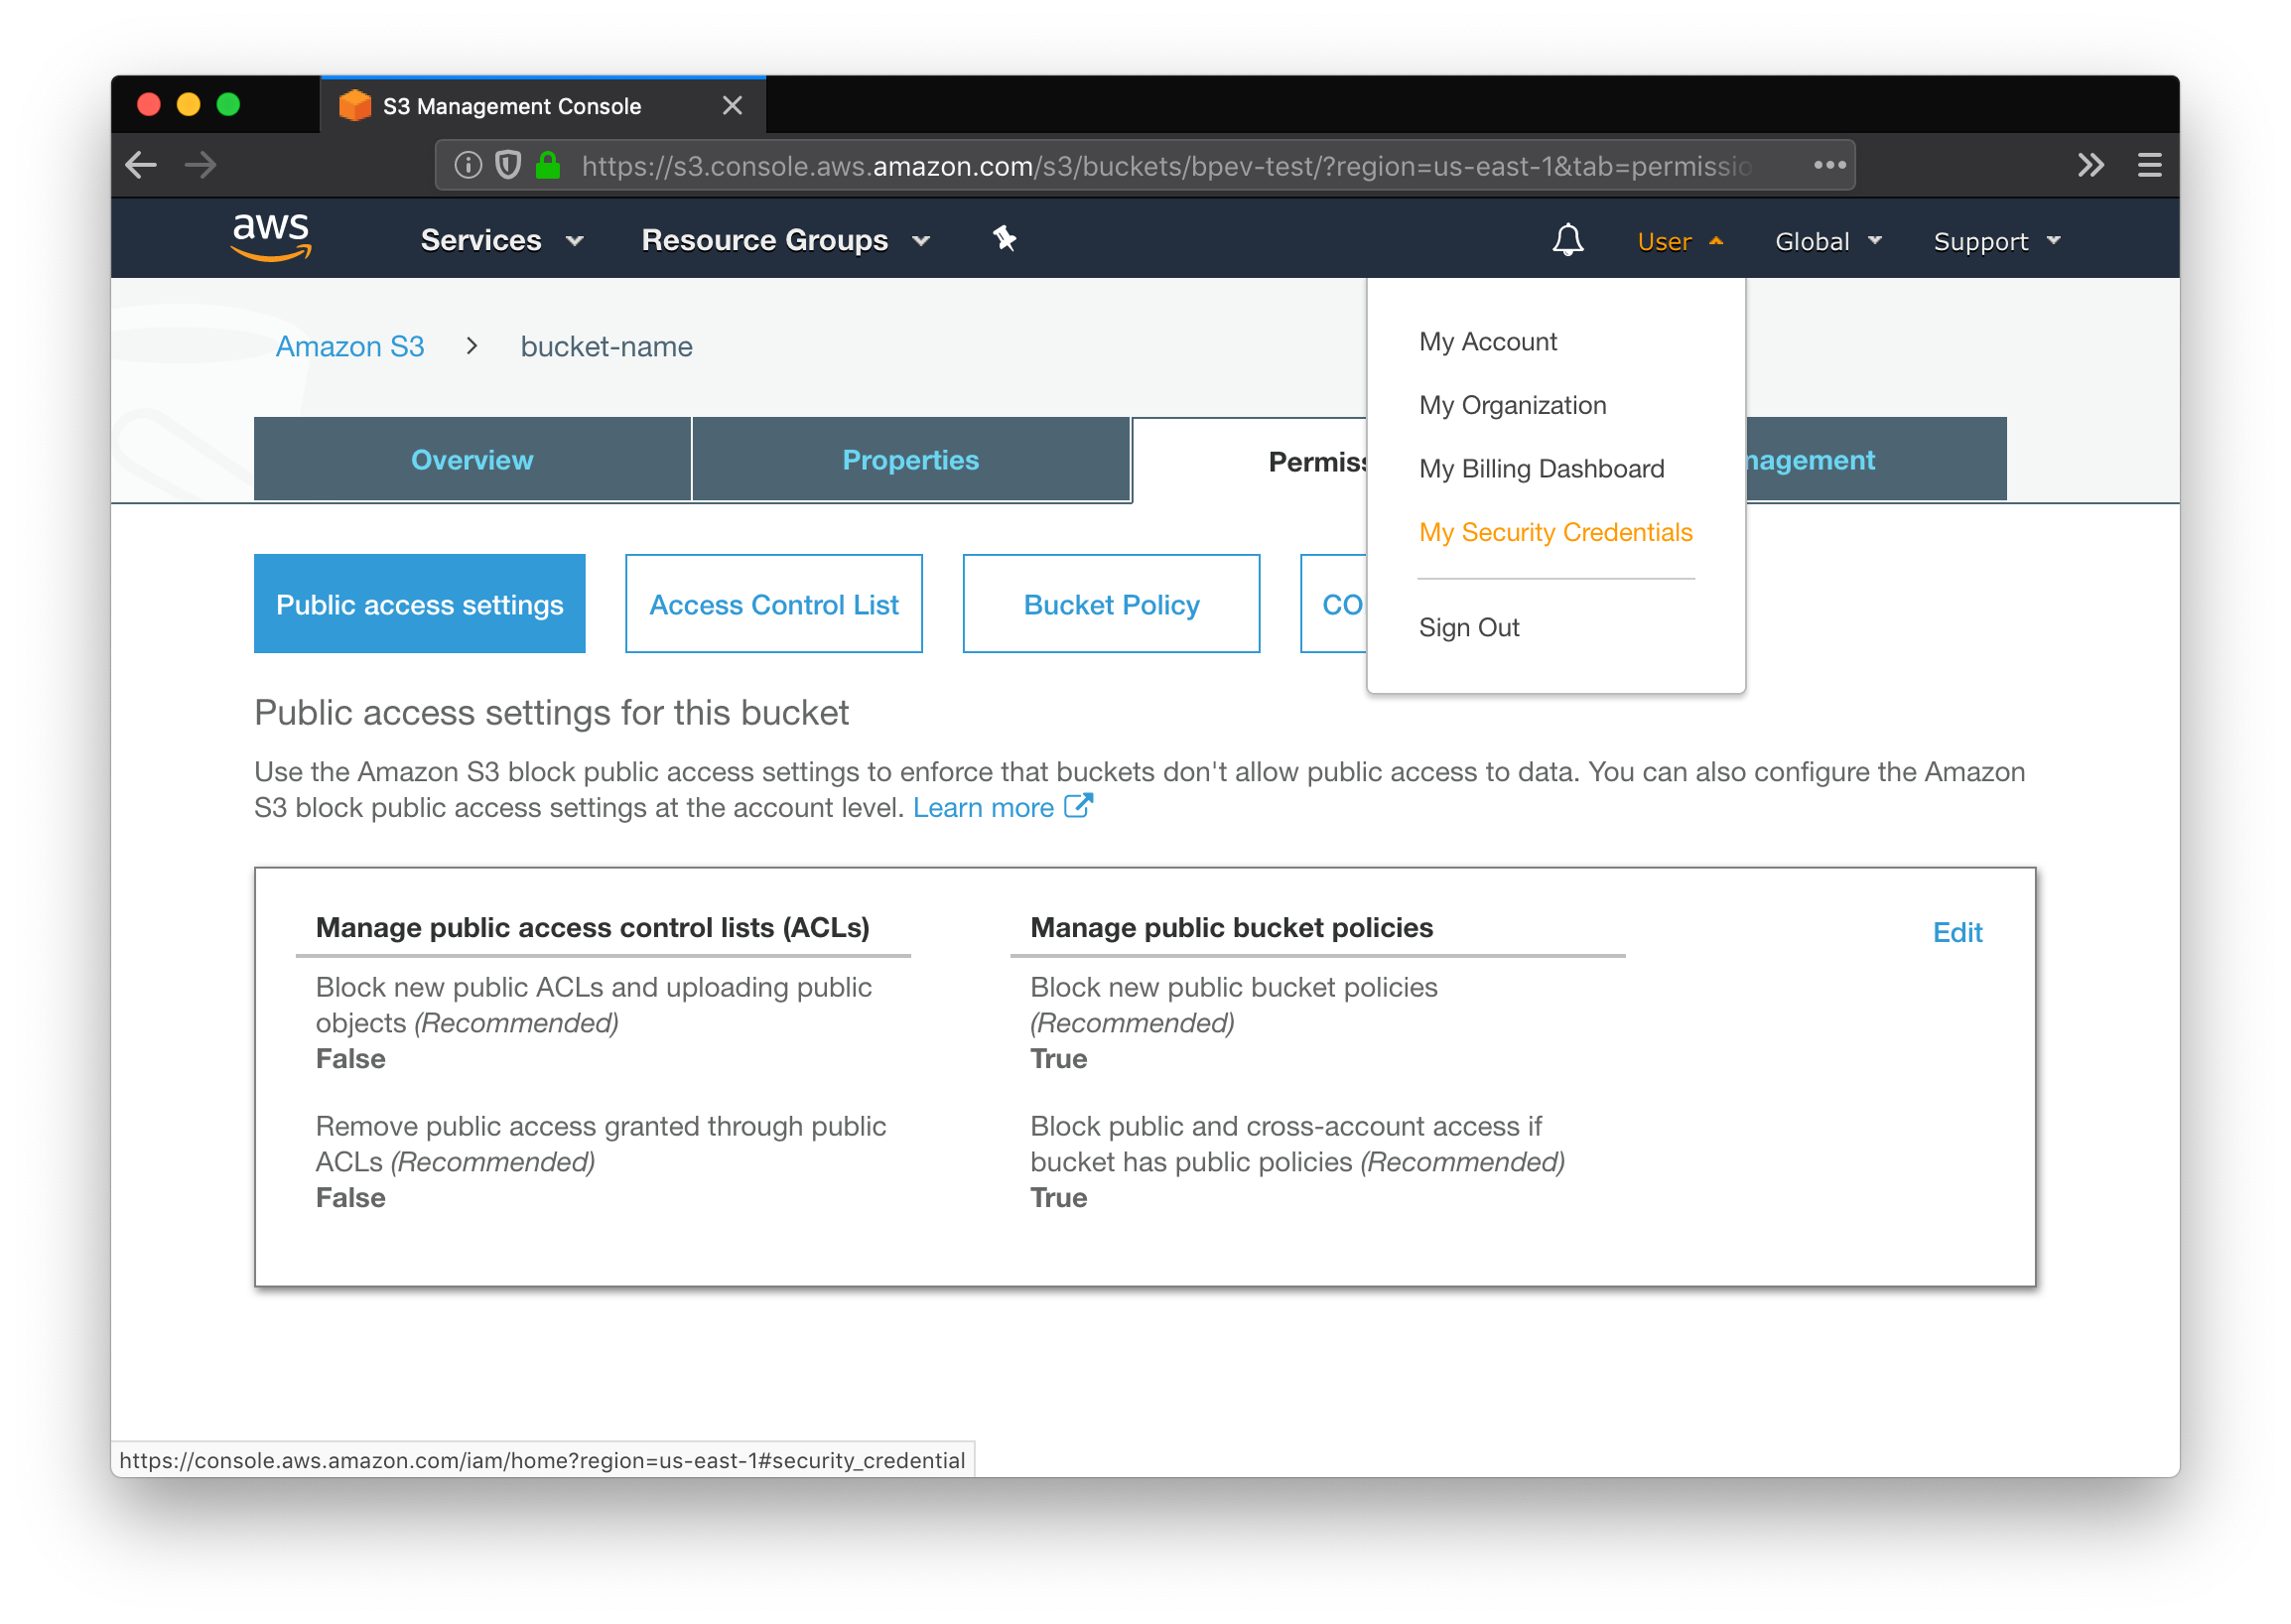 S3 Management Console
https://s3.console.aws.amazon.com/s3/buckets/bpev-test/?region=us-east-1&tab=permissio
aws
Services
Resource Groups
User
Global
Support
Amazon S3
bucket-name
My Account
My Organization
My Billing Dashboard
My Security Credentials
Sign Out
Overview
Properties
Permiss
nagement
Public access settings
Access Control List
Bucket Policy
CO
Public access settings for this bucket
Use the Amazon S3 block public access settings to enforce that buckets don't allow public access to data. You can also configure the Amazon
S3 block public access settings at the account level. Learn more
Manage public access control lists (ACLs)
Block new public ACLs and uploading public
objects (Recommended)
False
Remove public access granted through public
ACLs (Recommended)
False
Manage public bucket policies
Block new public bucket policies
(Recommended)
True
Block public and cross-account access if
bucket has public policies (Recommended)
True
Edit
https://console.aws.amazon.com/iam/home?region=us-east-1#security_credential